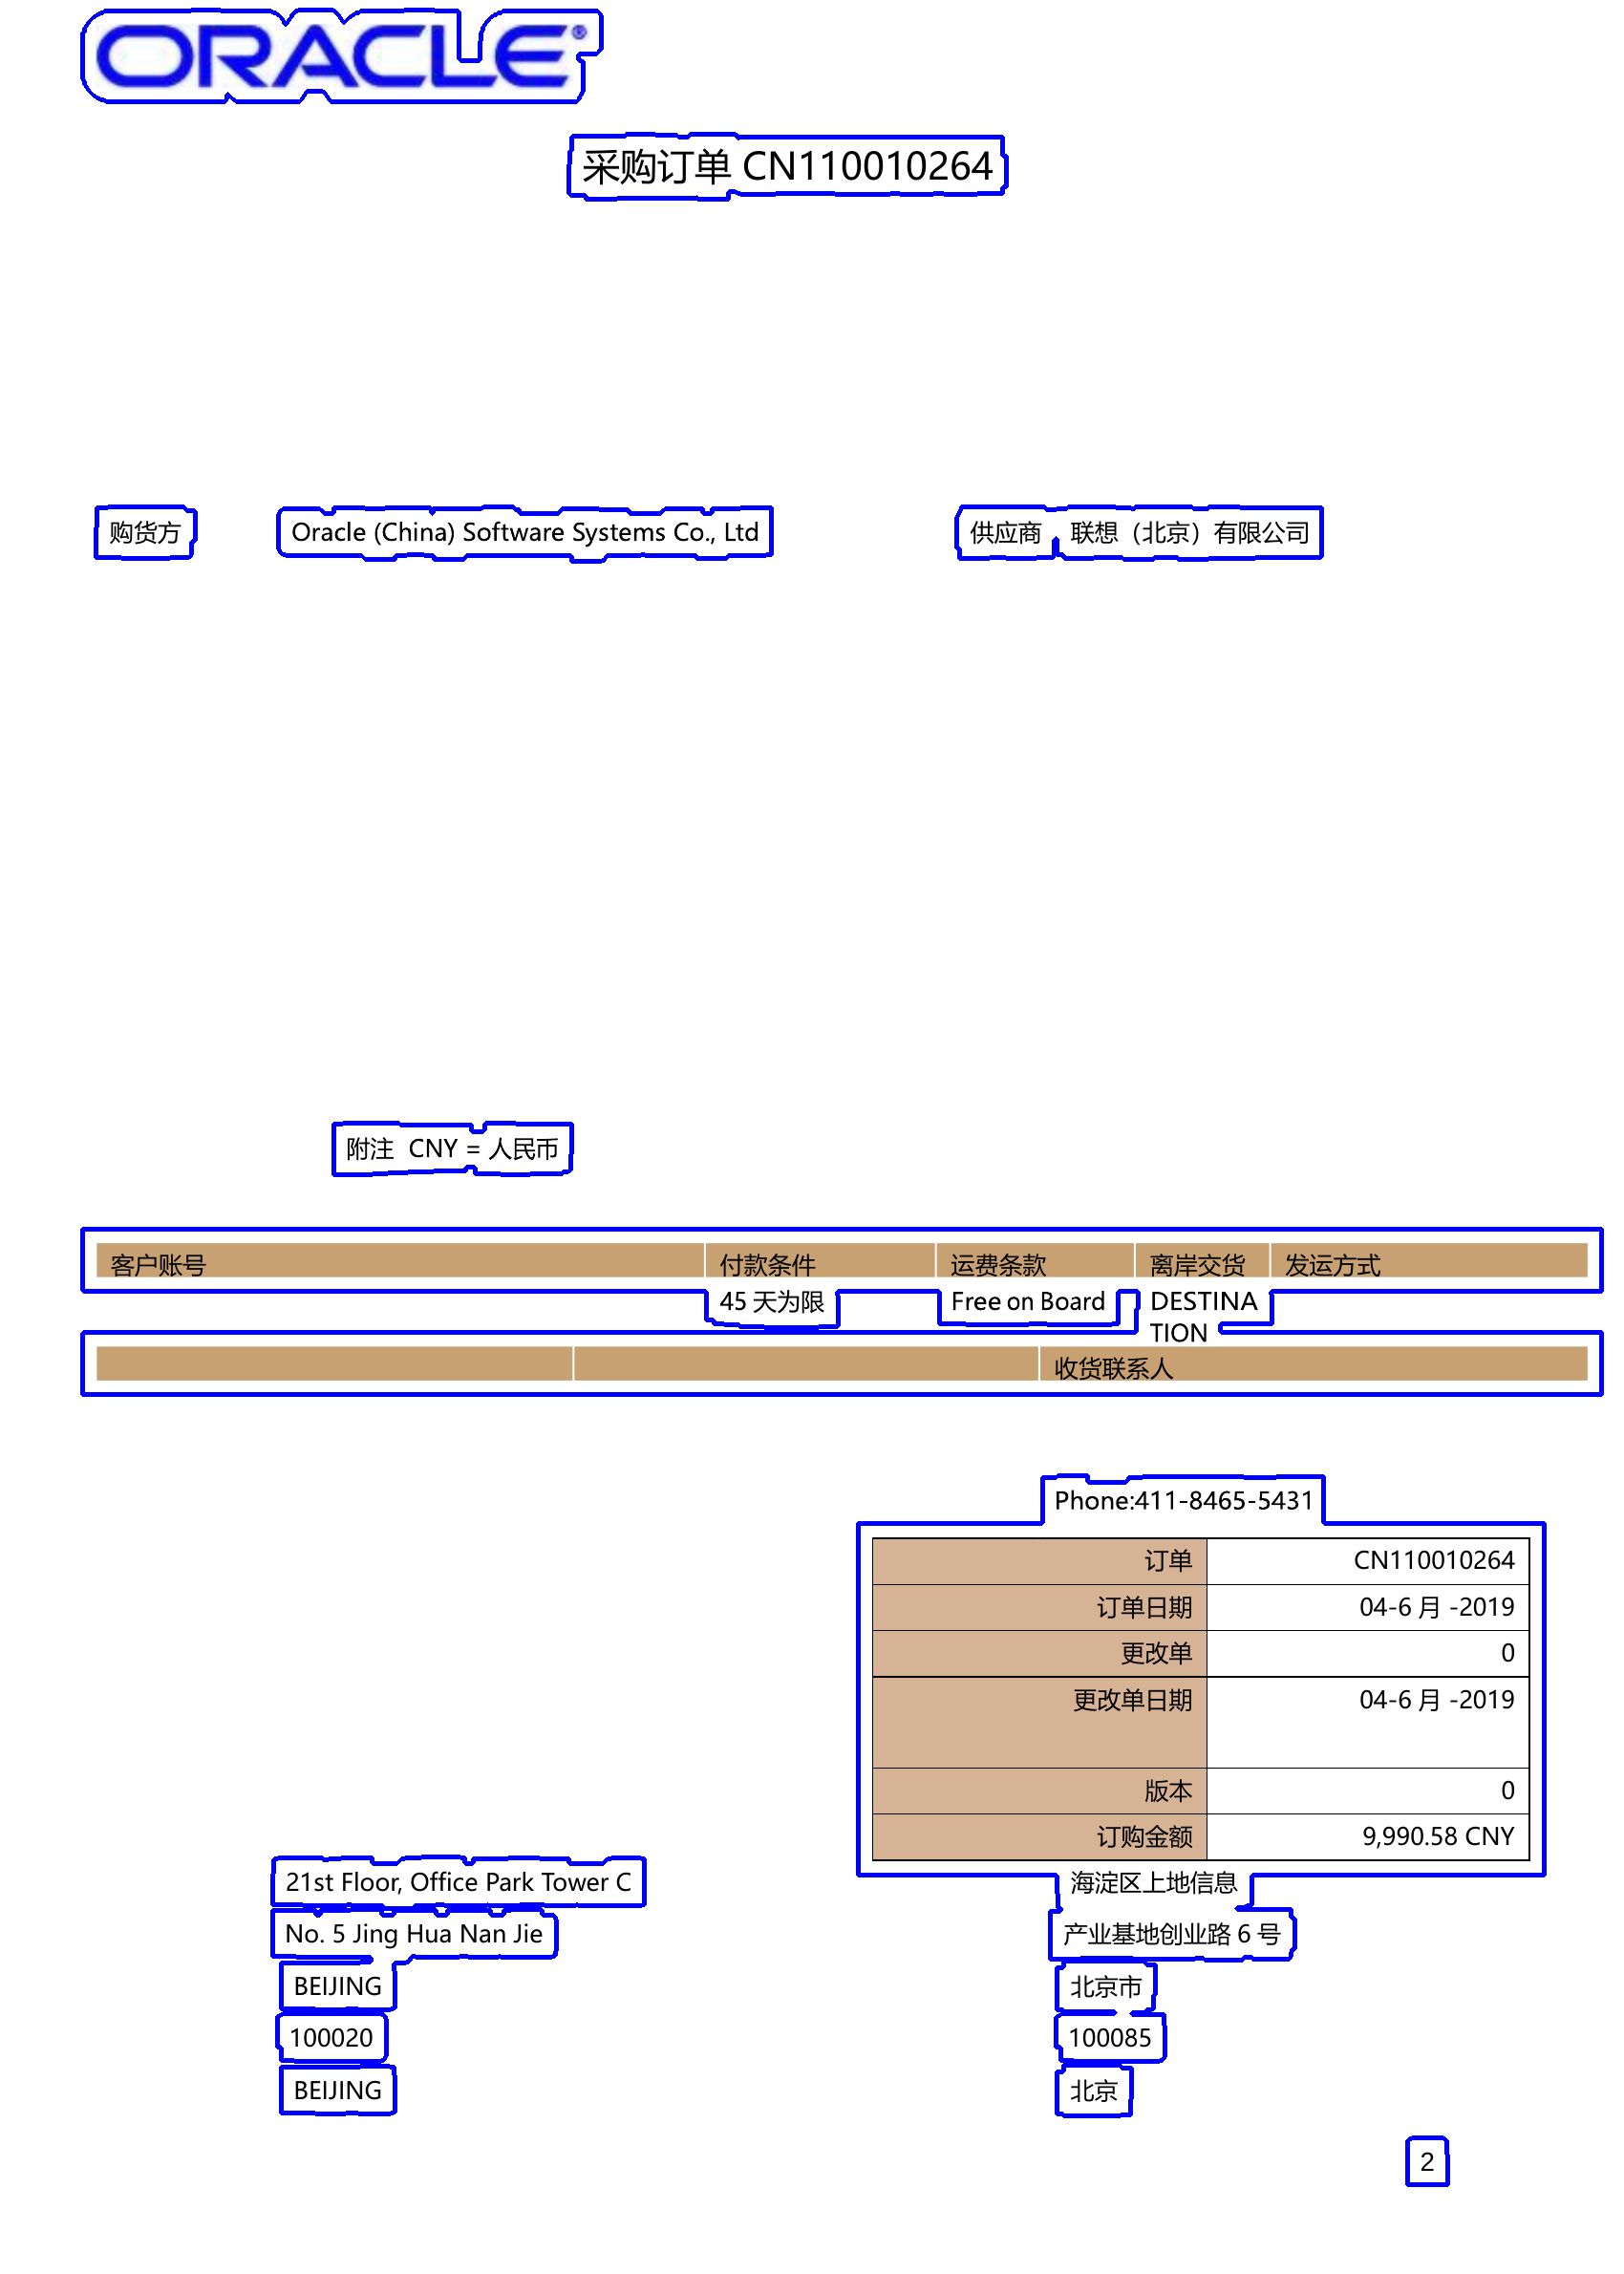 ORACLE®
采购订单 CN110010264
购货方 Oracle (China) Software Systems Co., Ltd 供应商 联想（北京）有限公司
附注 CNY = 人民币
客户账号 付款条件 运费条款 离岸交货 发运方式
45 天为限 Free on Board DESTINA
TION
收货联系人
Phone:411-8465-5431
订单 CN110010264
订单日期 04-6 月 -2019
更改单 0
更改单日期 04-6 月 -2019
版本 0
订购金额 9,990.58 CNY
21st Floor, Office Park Tower C 海淀区上地信息
No. 5 Jing Hua Nan Jie 产业基地创业路 6 号
BEIJING 北京市
100020 100085
BEIJING 北京
2